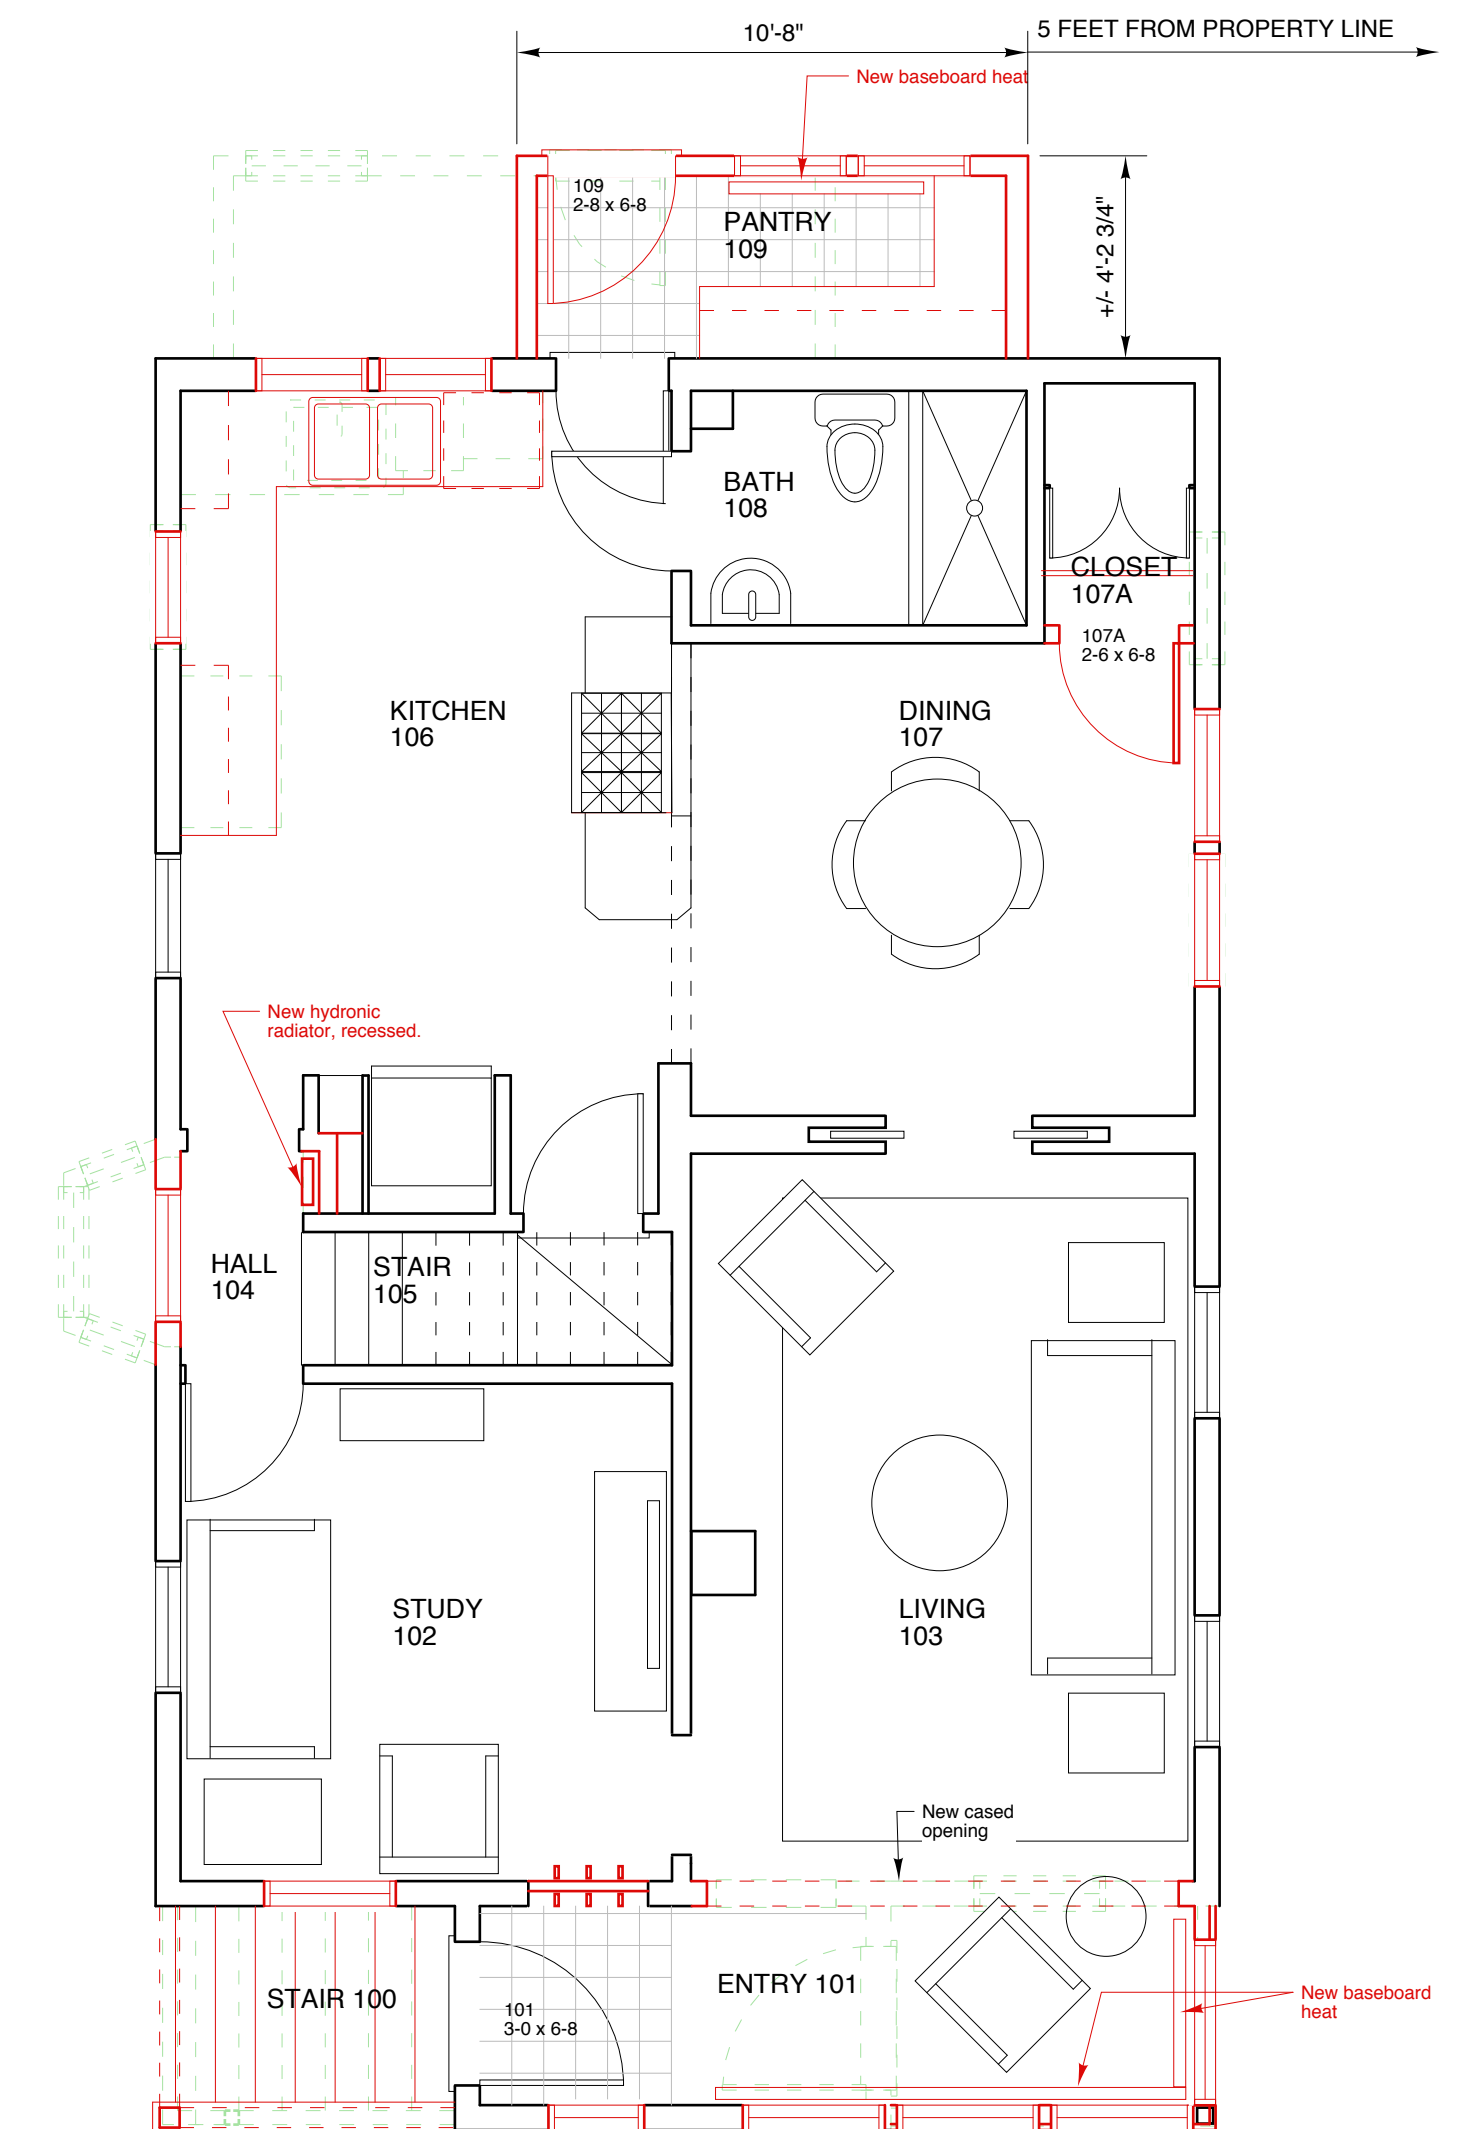 10'-8"
5 FEET FROM PROPERTY LINE
New baseboard heat
109
2-8 x 6-8
PANTRY
109
+/- 4'-2 3/4"
BATH
108
CLOSET
107A
107A
2-6 x 6-8
KITCHEN
106
DINING
107
New hydronic
radiator, recessed.
HALL
104
STAIR
105
STUDY
102
LIVING
103
New cased
opening
STAIR 100
101
3-0 x 6-8
ENTRY 101
New baseboard
heat